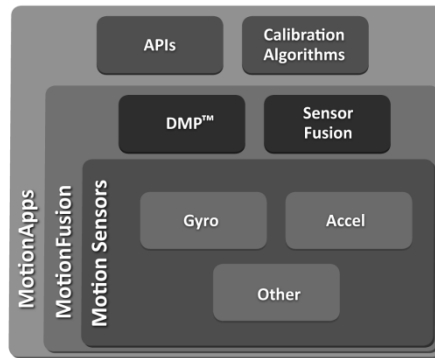 APIs
Calibration
Algorithms
DMP™
Sensor
Fusion
Gyro
Accel
Other
MotionApps
MotionFusion
Motion Sensors